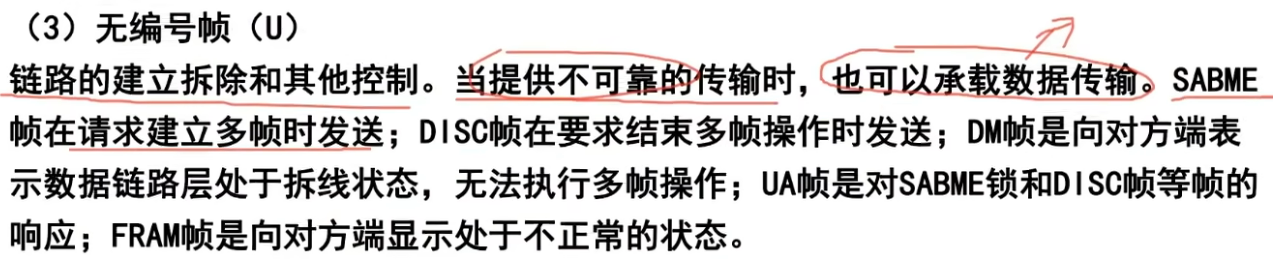 （3）无编号帧（U）
链路的建立拆除和其他控制。当提供不可靠的传输时，也可以承载数据传输。SABME
帧在请求建立多帧时发送；DISC帧在要求结束多帧操作时发送；DM帧是向对方端表
示数据链路层处于拆线状态，无法执行多帧操作；UA帧是对SABME锁和DISC帧等帧的
响应；FRAM帧是向对方端显示处于不正常的状态。